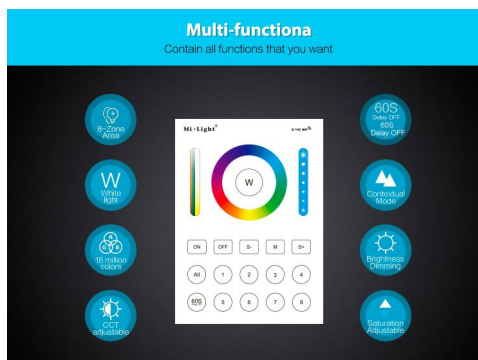 Multi-functiona
Contain all functions that you want
8-Zone
Area
W
White
light
R
G
B
16 million
colors
CCT
adjustable
Mi·Light®
W
ON
OFF
S-
M
S+
All
1
2
3
4
60S
5
6
7
8
60S
Delay OFF
60S
Delay OFF
Contextual
Mode
Brightness
Dimming
Saturation
Adjustable